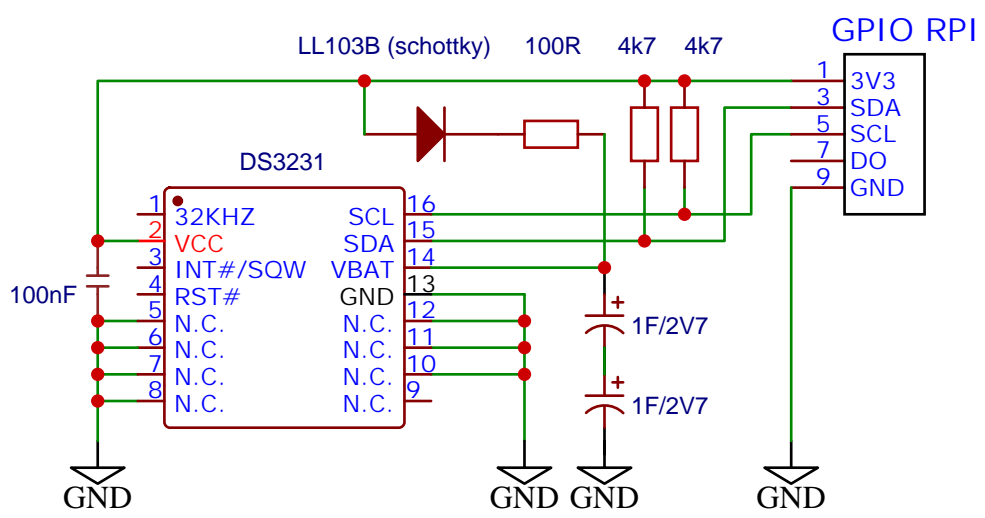 GPIO RPI
LL103B (schottky) 100R 4k7 4k7
1 3V3
3 SDA
5 SCL
7 DO
9 GND
DS3231
1 32KHZ SCL 16
2 VCC SDA 15
3 INT#/SQW VBAT 14
4 RST# GND 13
5 N.C. N.C. 12
6 N.C. N.C. 11
7 N.C. N.C. 10
8 N.C. N.C. 9
100nF
+
1F/2V7
+
1F/2V7
GND GND GND GND